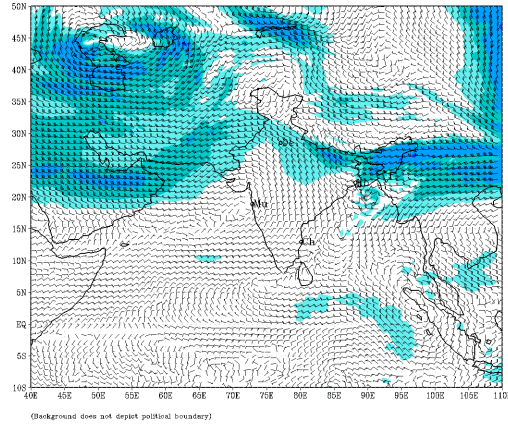 50N
45N
40N
35N
30N
25N
20N
15N
10N
5N
EQ
5S
10S
De
Mu
Ch
40E 45E 50E 55E 60E 65E 70E 75E 80E 85E 90E 95E 100E 105E 110E
(Background does not depict political boundary)